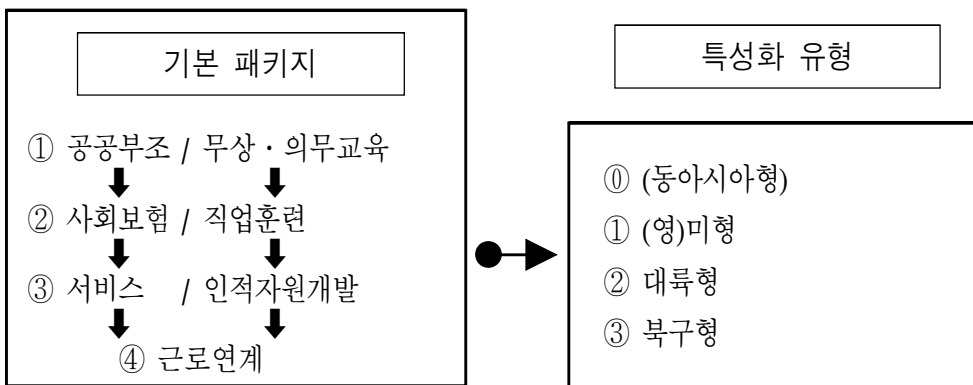 기본 패키지
① 공공부조 / 무상・의무교육
② 사회보험 / 직업훈련
③ 서비스 / 인적자원개발
④ 근로연계
특성화 유형
⓪ (동아시아형)
① (영)미형
② 대륙형
③ 북구형